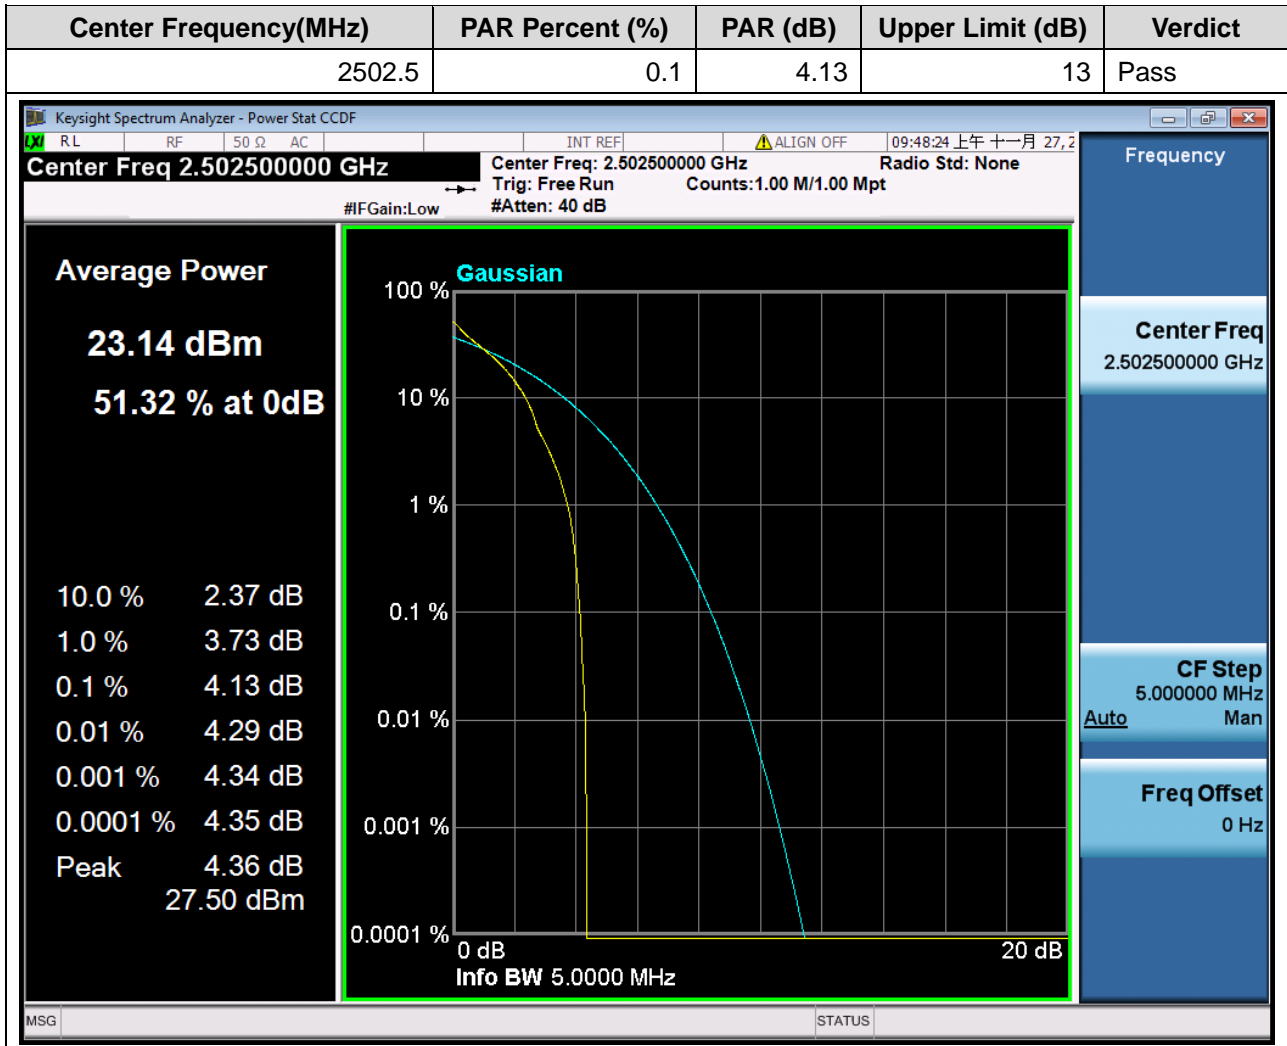 Center Frequency(MHz) PAR Percent (%) PAR (dB) Upper Limit (dB) Verdict
2502.5 0.1 4.13 13 Pass
Keysight Spectrum Analyzer - Power Stat CCDF
LXI RL RF 50 Ω AC INT REF ALIGN OFF 09:48:24 上午 十一月 27, 2
Center Freq 2.502500000 GHz
Center Freq: 2.502500000 GHz Radio Std: None
Trig: Free Run Counts:1.00 M/1.00 Mpt
#IFGain:Low #Atten: 40 dB
Average Power
23.14 dBm
51.32 % at 0dB
10.0 % 2.37 dB
1.0 % 3.73 dB
0.1 % 4.13 dB
0.01 % 4.29 dB
0.001 % 4.34 dB
0.0001 % 4.35 dB
Peak 4.36 dB
27.50 dBm
Gaussian
100 %
10 %
1 %
0.1 %
0.01 %
0.001 %
0.0001 %
0 dB 20 dB
Info BW 5.0000 MHz
Frequency
Center Freq
2.502500000 GHz
CF Step
5.000000 MHz
Auto Man
Freq Offset
0 Hz
MSG STATUS